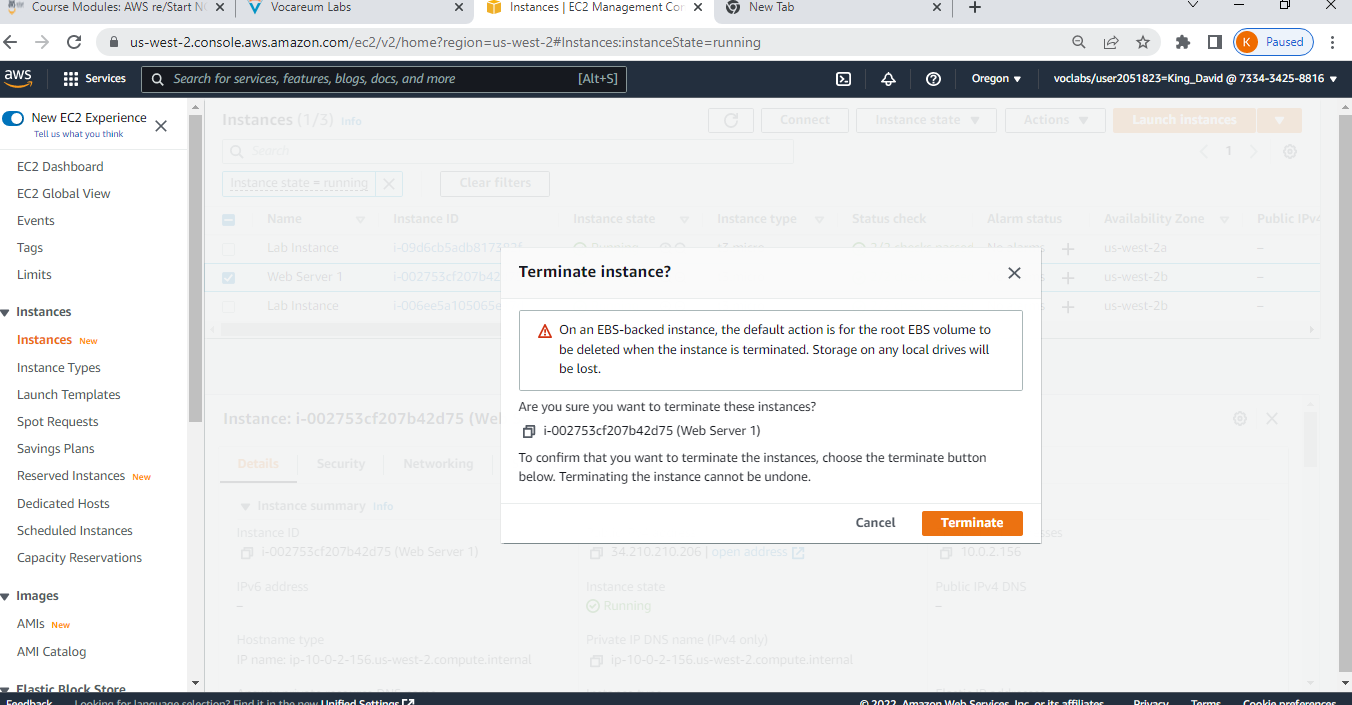 Course Modules: AWS re/Start N
Vocareum Labs
Instances | EC2 Management Con
New Tab
us-west-2.console.aws.amazon.com/ec2/v2/home?region=us-west-2#Instances:instanceState=running
K Paused
aws
Services
Search for services, features, blogs, docs, and more [Alt+S]
Oregon
voclabs/user2051823=King_David @ 7334-3425-8816
New EC2 Experience
Tell us what you think
EC2 Dashboard
EC2 Global View
Events
Tags
Limits
Instances
Instances New
Instance Types
Launch Templates
Spot Requests
Savings Plans
Reserved Instances New
Dedicated Hosts
Scheduled Instances
Capacity Reservations
Images
AMIs New
AMI Catalog
Elastic Block Store
Instances (1/3) Info
Connect
Instance state
Actions
Launch instances
Search
1
Instance state = running
Clear filters
Name Instance ID Instance state Instance type Status check Alarm status Availability Zone Public IPv4
Lab Instance i-09d6cb5adb817382f Running t3.micro 2/2 checks passed No alarms us-west-2a –
Web Server 1 i-002753cf207b42 us-west-2b –
Lab Instance i-006ee5a105065e us-west-2b –
Terminate instance?
On an EBS-backed instance, the default action is for the root EBS volume to
be deleted when the instance is terminated. Storage on any local drives will
be lost.
Are you sure you want to terminate these instances?
i-002753cf207b42d75 (Web Server 1)
To confirm that you want to terminate the instances, choose the terminate button
below. Terminating the instance cannot be undone.
Cancel
Terminate
Instance: i-002753cf207b42d75 (We
Details Security Networking
Instance summary Info
Instance ID
i-002753cf207b42d75 (Web Server 1)
34.210.210.206 | open address
10.0.2.156
IPv6 address
–
Instance state
Running
Public IPv4 DNS
–
Hostname type
IP name: ip-10-0-2-156.us-west-2.compute.internal
Private IP DNS name (IPv4 only)
ip-10-0-2-156.us-west-2.compute.internal
Feedback Looking for language selection? Find it in the new Unified Settings
© 2022, Amazon Web Services, Inc. or its affiliates. Privacy Terms Cookie preferences